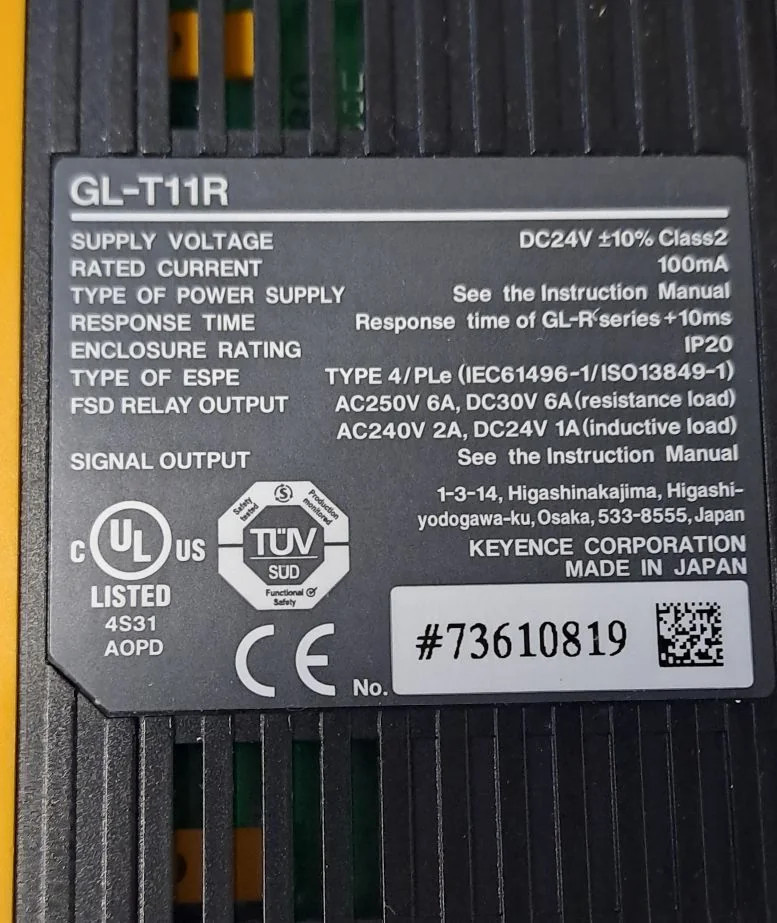 GL-T11R
SUPPLY VOLTAGE DC24V ±10% Class2
RATED CURRENT 100mA
TYPE OF POWER SUPPLY See the Instruction Manual
RESPONSE TIME Response time of GL-R series +10ms
ENCLOSURE RATING IP20
TYPE OF ESPE TYPE 4/PLe (IEC61496-1/ISO13849-1)
FSD RELAY OUTPUT AC250V 6A, DC30V 6A(resistance load)
AC240V 2A, DC24V 1A(inductive load)
SIGNAL OUTPUT See the Instruction Manual
1-3-14, Higashinakajima, Higashi-
yodogawa-ku, Osaka, 533-8555, Japan
KEYENCE CORPORATION
MADE IN JAPAN
C UL US
LISTED
4S31
AOPD
Safety tested
S
Production monitored
TÜV
SÜD
Functional
Safety
CE
No. #73610819